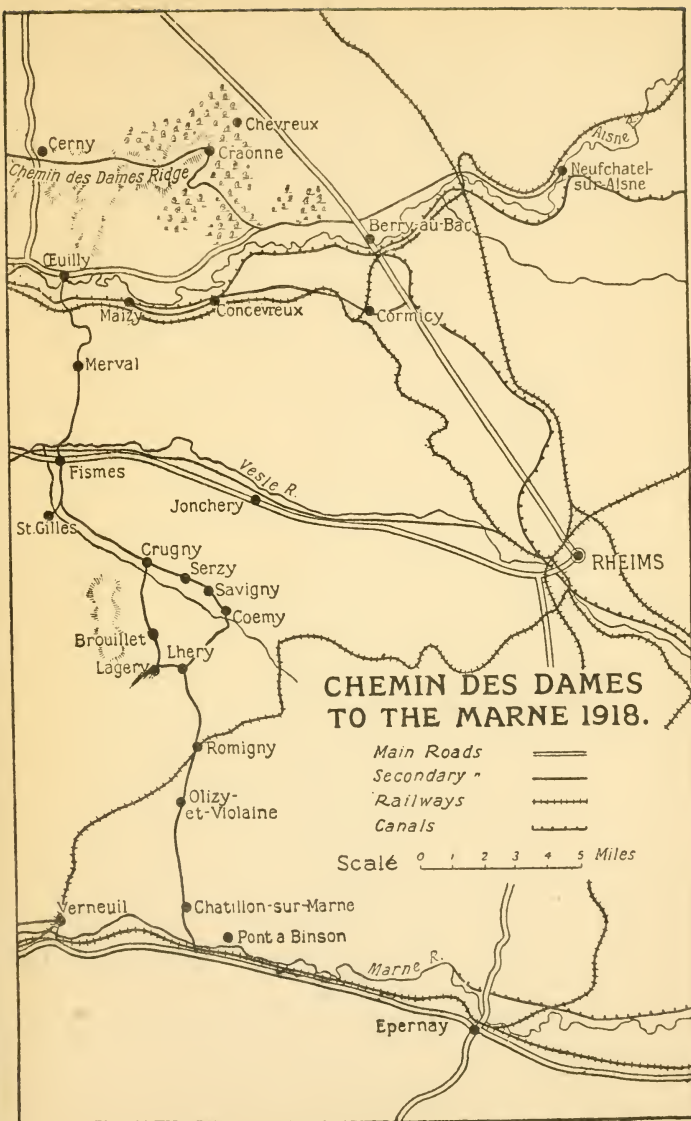 Chevreux
Cerny
Craonne
Chemin des Dames Ridge
Aisne R.
Neufchatel-
sur-Aisne
Berry-au-Bac
Œuilly
Maizy
Concevreux
Cormicy
Merval
Fismes
Vesle R.
Jonchery
St. Gilles
Crugny
Serzy
Savigny
RHEIMS
Coemy
Brouillet
Lhery
Lagery
CHEMIN DES DAMES
TO THE MARNE 1918.
Main Roads
Secondary "
Railways
Canals
Scale 0 1 2 3 4 5 Miles
Romigny
Olizy-
et-Violaine
Verneuil
Chatillon-sur-Marne
Pont a Binson
Marne R.
Epernay